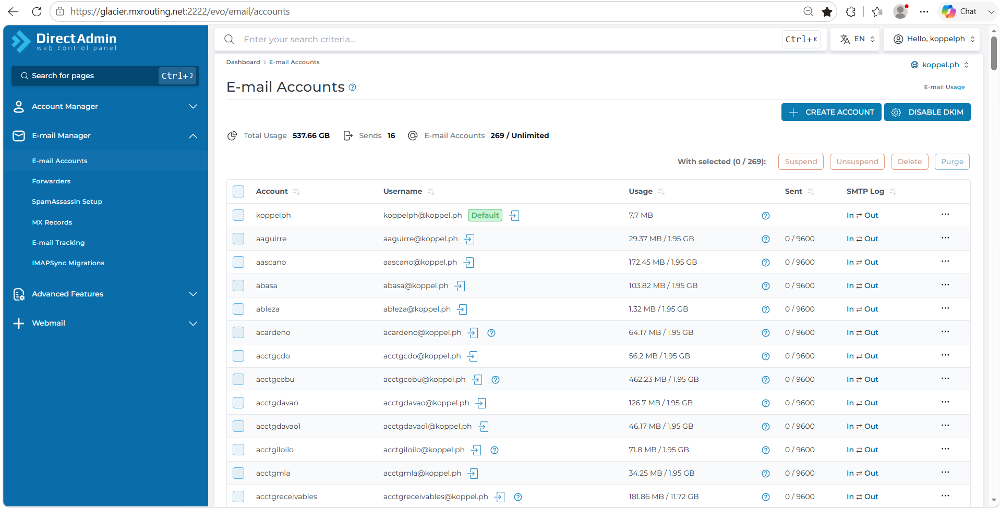 https://glacier.mxrouting.net:2222/evo/email/accounts
Chat
DirectAdmin
web control panel
Search for pages
Ctrl+J
Account Manager
E-mail Manager
E-mail Accounts
Forwarders
SpamAssassin Setup
MX Records
E-mail Tracking
IMAPSync Migrations
Advanced Features
Webmail
Enter your search criteria...
Ctrl+K
EN
Hello, koppelph
Dashboard > E-mail Accounts
koppel.ph
E-mail Accounts
E-mail Usage
CREATE ACCOUNT
DISABLE DKIM
Total Usage 537.66 GB Sends 16 E-mail Accounts 269 / Unlimited
With selected (0 / 269): Suspend Unsuspend Delete Purge
Account Username Usage Sent SMTP Log
koppelph koppelph@koppel.ph Default 7.7 MB In ⇄ Out
aaguirre aaguirre@koppel.ph 29.37 MB / 1.95 GB 0 / 9600 In ⇄ Out
aascano aascano@koppel.ph 172.45 MB / 1.95 GB 0 / 9600 In ⇄ Out
abasa abasa@koppel.ph 103.82 MB / 1.95 GB 0 / 9600 In ⇄ Out
ableza ableza@koppel.ph 1.32 MB / 1.95 GB 0 / 9600 In ⇄ Out
acardeno acardeno@koppel.ph 64.17 MB / 1.95 GB 0 / 9600 In ⇄ Out
acctgcdo acctgcdo@koppel.ph 56.2 MB / 1.95 GB 0 / 9600 In ⇄ Out
acctgcebu acctgcebu@koppel.ph 462.23 MB / 1.95 GB 0 / 9600 In ⇄ Out
acctgdavao acctgdavao@koppel.ph 126.7 MB / 1.95 GB 0 / 9600 In ⇄ Out
acctgdavao1 acctgdavao1@koppel.ph 46.17 MB / 1.95 GB 0 / 9600 In ⇄ Out
acctgiloilo acctgiloilo@koppel.ph 71.8 MB / 1.95 GB 0 / 9600 In ⇄ Out
acctgmla acctgmla@koppel.ph 34.25 MB / 1.95 GB 0 / 9600 In ⇄ Out
acctgreceivables acctgreceivables@koppel.ph 181.86 MB / 11.72 GB 0 / 9600 In ⇄ Out